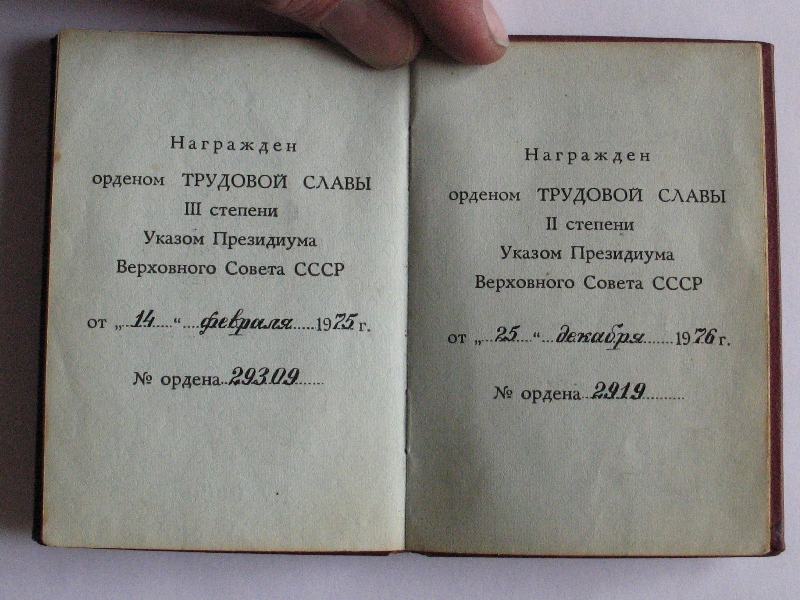 Награжден
орденом ТРУДОВОЙ СЛАВЫ
III степени
Указом Президиума
Верховного Совета СССР
от „ 14 “ февраля 1975 г.
№ ордена 29309
Награжден
орденом ТРУДОВОЙ СЛАВЫ
II степени
Указом Президиума
Верховного Совета СССР
от „ 25 “ декабря 1976 г.
№ ордена 2919